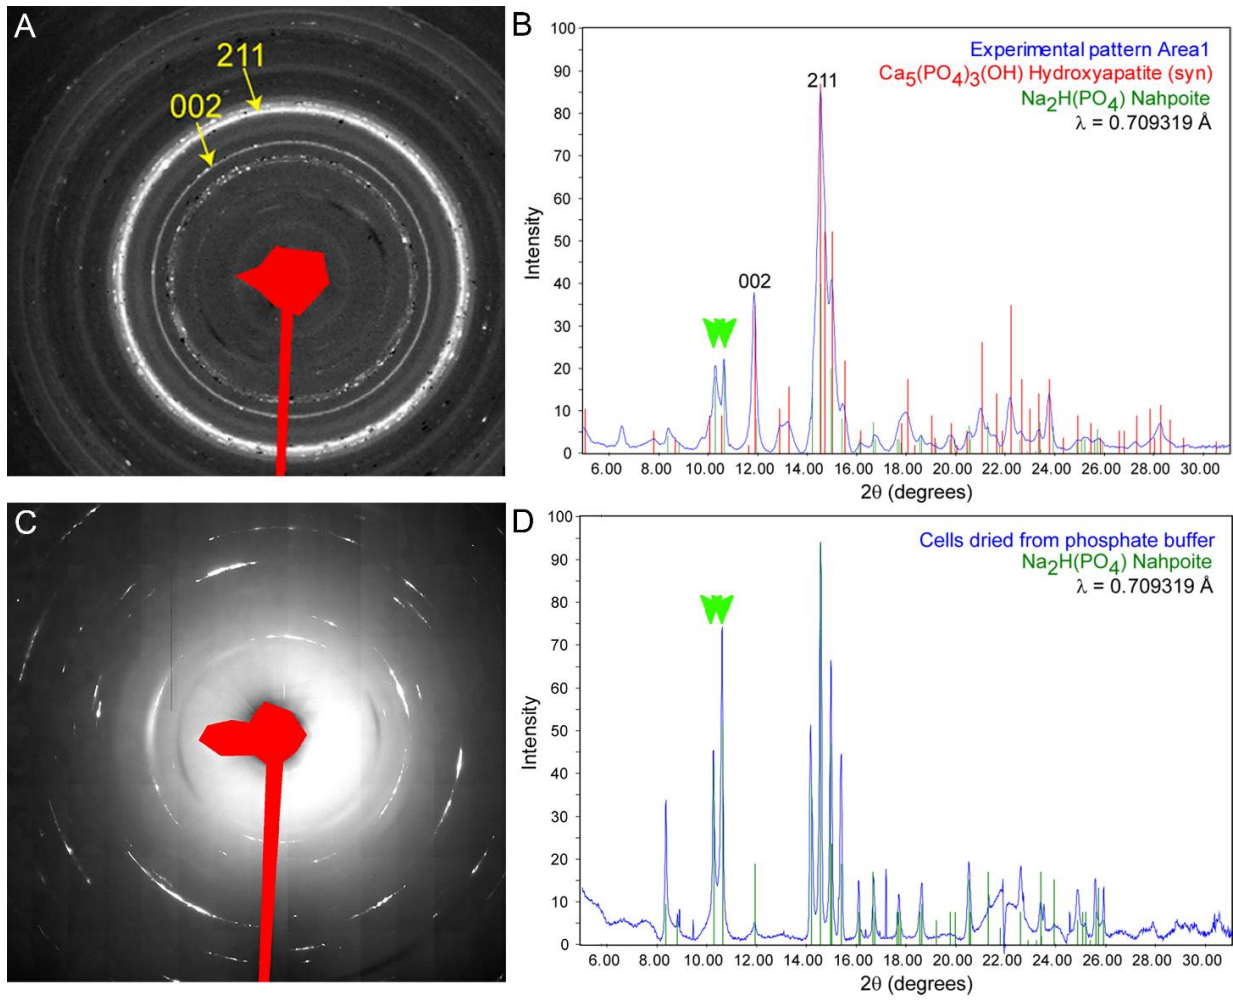 A
211
002
B
Experimental pattern Area1
Ca5(PO4)3(OH) Hydroxyapatite (syn)
Na2H(PO4) Nahpoite
λ = 0.709319 Å
211
002
Intensity
100
90
80
70
60
50
40
30
20
10
0
6.00 8.00 10.00 12.00 14.00 16.00 18.00 20.00 22.00 24.00 26.00 28.00 30.00
2θ (degrees)
C
D
Cells dried from phosphate buffer
Na2H(PO4) Nahpoite
λ = 0.709319 Å
Intensity
100
90
80
70
60
50
40
30
20
10
0
6.00 8.00 10.00 12.00 14.00 16.00 18.00 20.00 22.00 24.00 26.00 28.00 30.00
2θ (degrees)